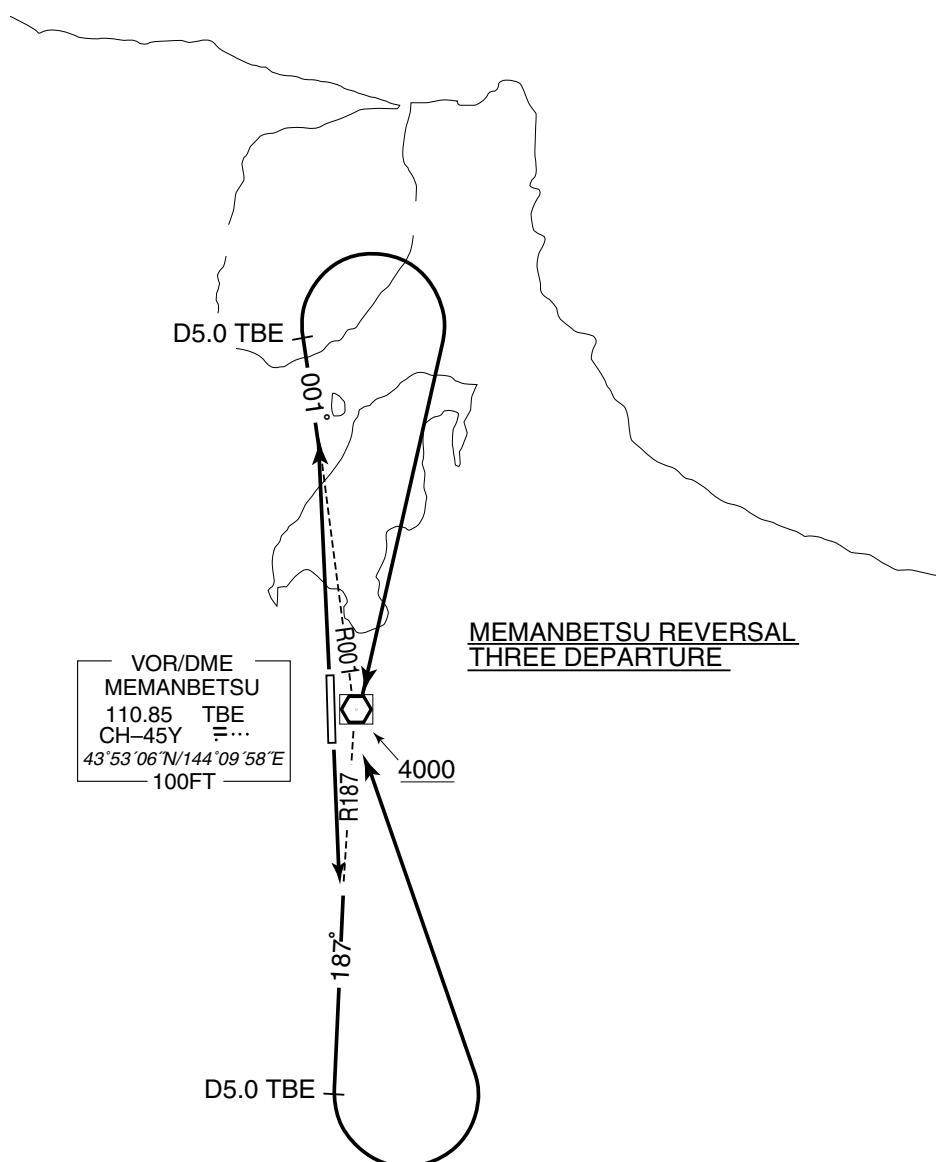 D5.0 TBE
001°
R001
MEMANBETSU REVERSAL
THREE DEPARTURE
VOR/DME
MEMANBETSU
110.85 TBE
CH–45Y
43°53´06˝N/144°09´58˝E
100FT
4000
R187
187°
D5.0 TBE